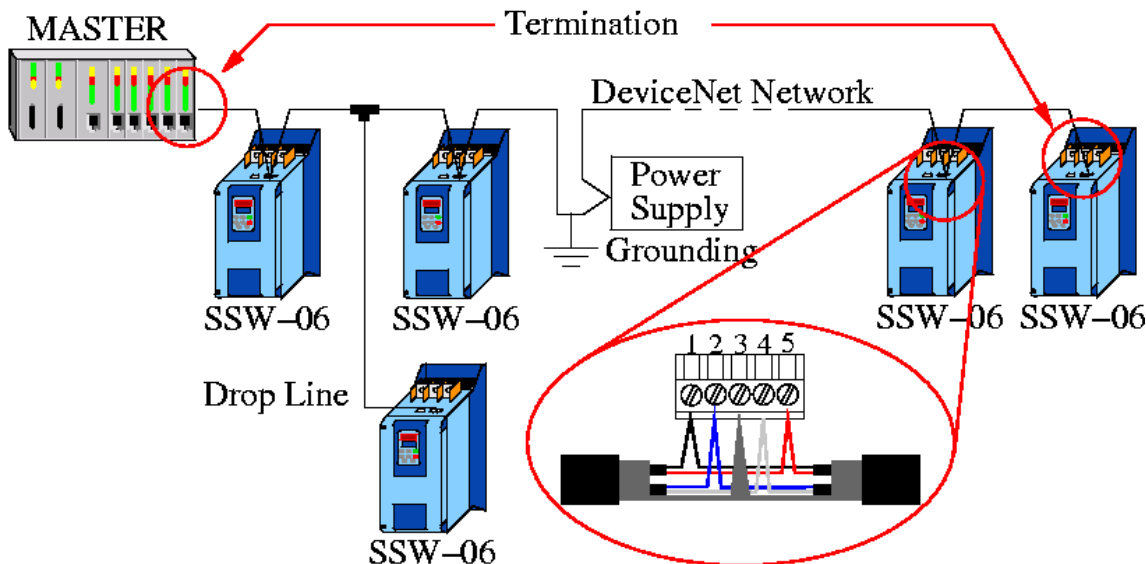 MASTER
Termination
DeviceNet Network
Power
Supply
Grounding
SSW–06
SSW–06
SSW–06
SSW–06
1 2 3 4 5
Drop Line
SSW–06